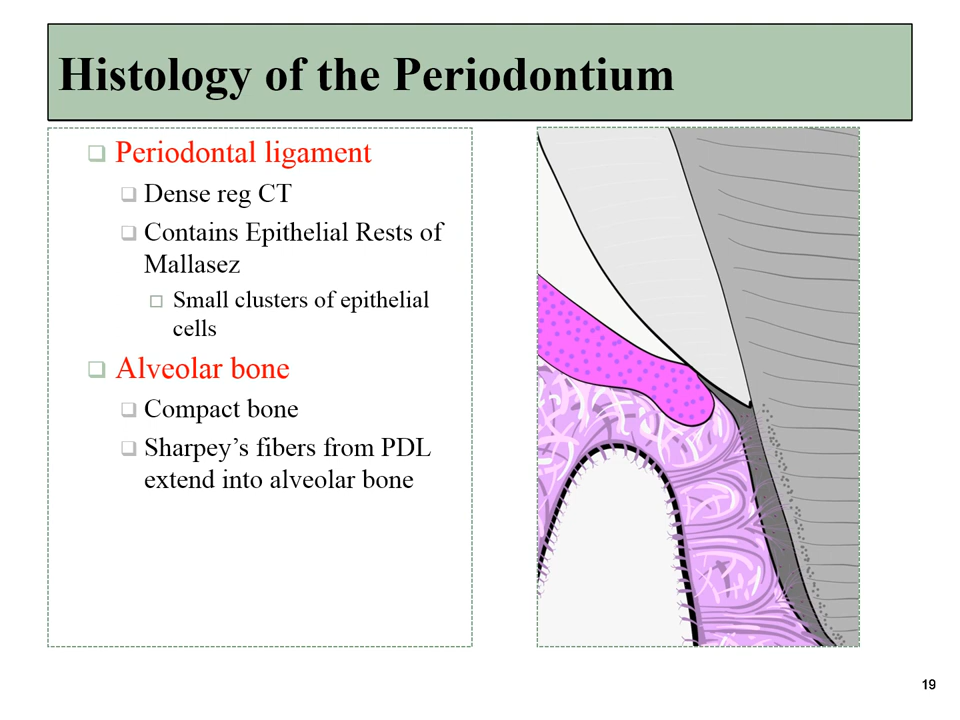 Histology of the Periodontium
Periodontal ligament
Dense reg CT
Contains Epithelial Rests of
Mallasez
Small clusters of epithelial
cells
Alveolar bone
Compact bone
Sharpey’s fibers from PDL
extend into alveolar bone
19